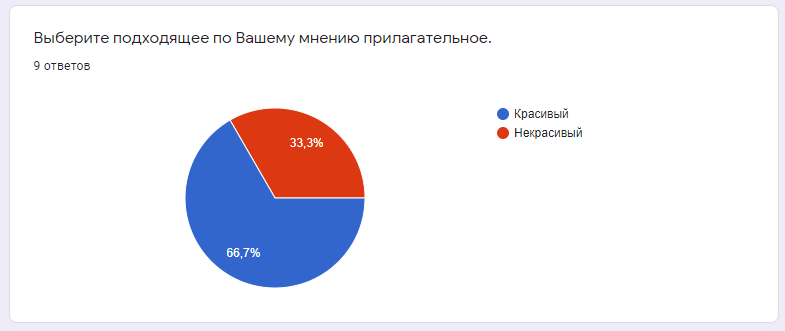 Выберите подходящее по Вашему мнению прилагательное.
9 ответов
Красивый
Некрасивый
33,3%
66,7%